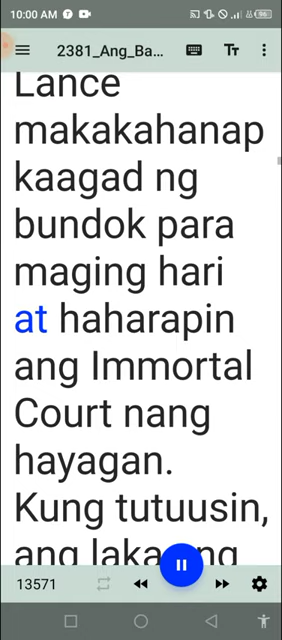 10:00 AM
2381_Ang_Ba...
Lance
makakahanap
kaagad ng
bundok para
maging hari
at haharapin
ang Immortal
Court nang
hayagan.
Kung tutuusin,
13571